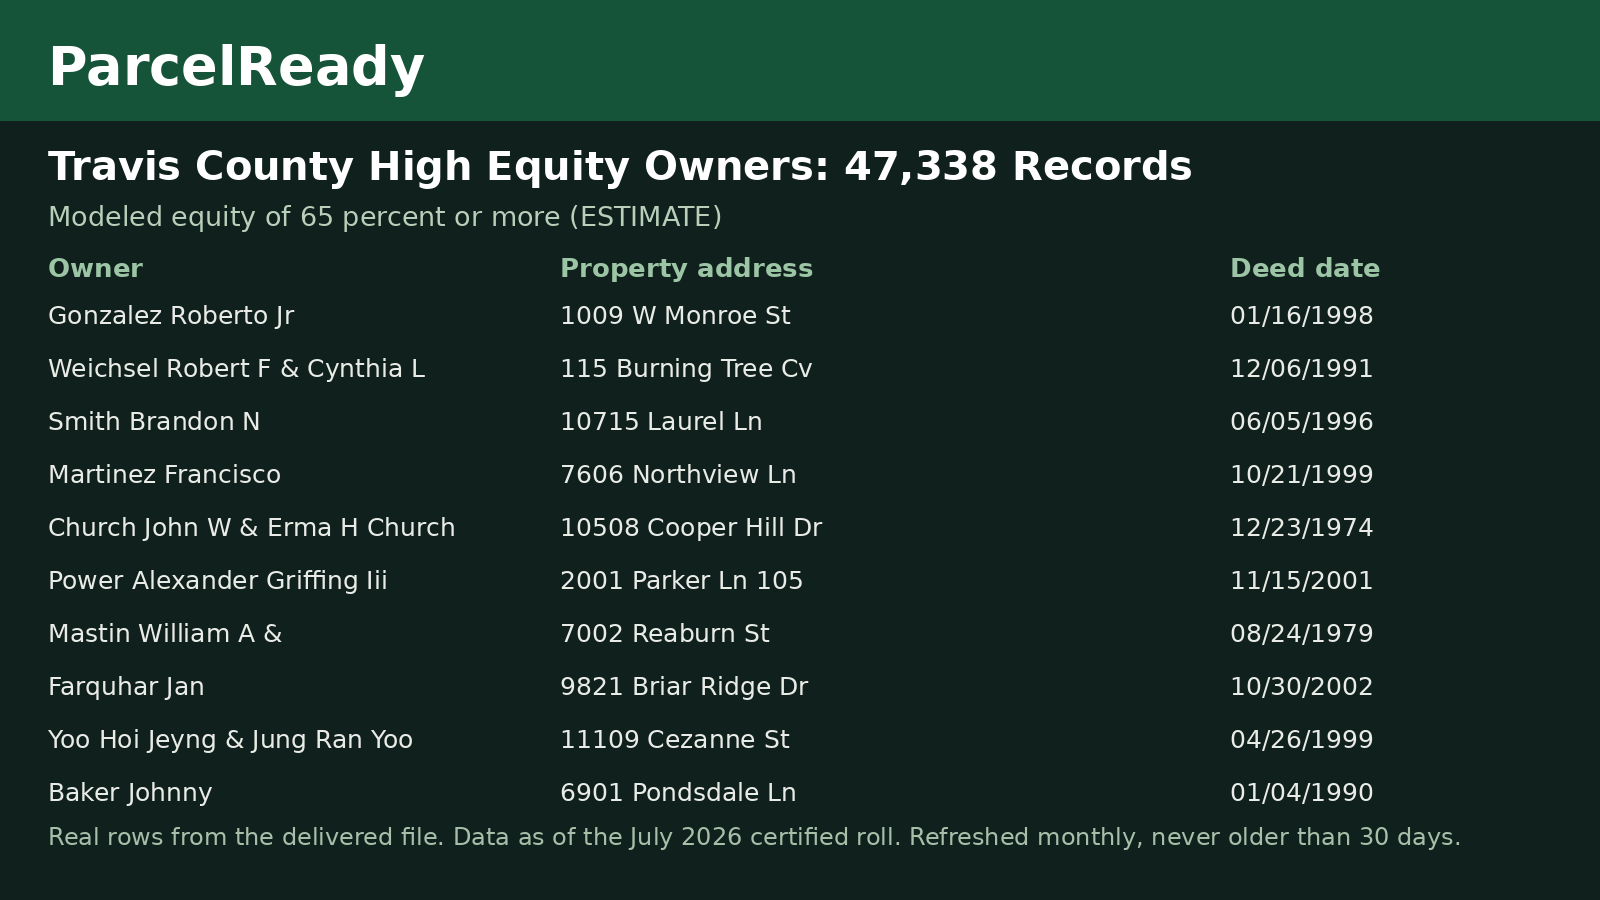 ParcelReady
Travis County High Equity Owners: 47,338 Records
Modeled equity of 65 percent or more (ESTIMATE)
Owner Property address Deed date
Gonzalez Roberto Jr 1009 W Monroe St 01/16/1998
Weichsel Robert F & Cynthia L 115 Burning Tree Cv 12/06/1991
Smith Brandon N 10715 Laurel Ln 06/05/1996
Martinez Francisco 7606 Northview Ln 10/21/1999
Church John W & Erma H Church 10508 Cooper Hill Dr 12/23/1974
Power Alexander Griffing Iii 2001 Parker Ln 105 11/15/2001
Mastin William A & 7002 Reaburn St 08/24/1979
Farquhar Jan 9821 Briar Ridge Dr 10/30/2002
Yoo Hoi Jeyng & Jung Ran Yoo 11109 Cezanne St 04/26/1999
Baker Johnny 6901 Pondsdale Ln 01/04/1990
Real rows from the delivered file. Data as of the July 2026 certified roll. Refreshed monthly, never older than 30 days.